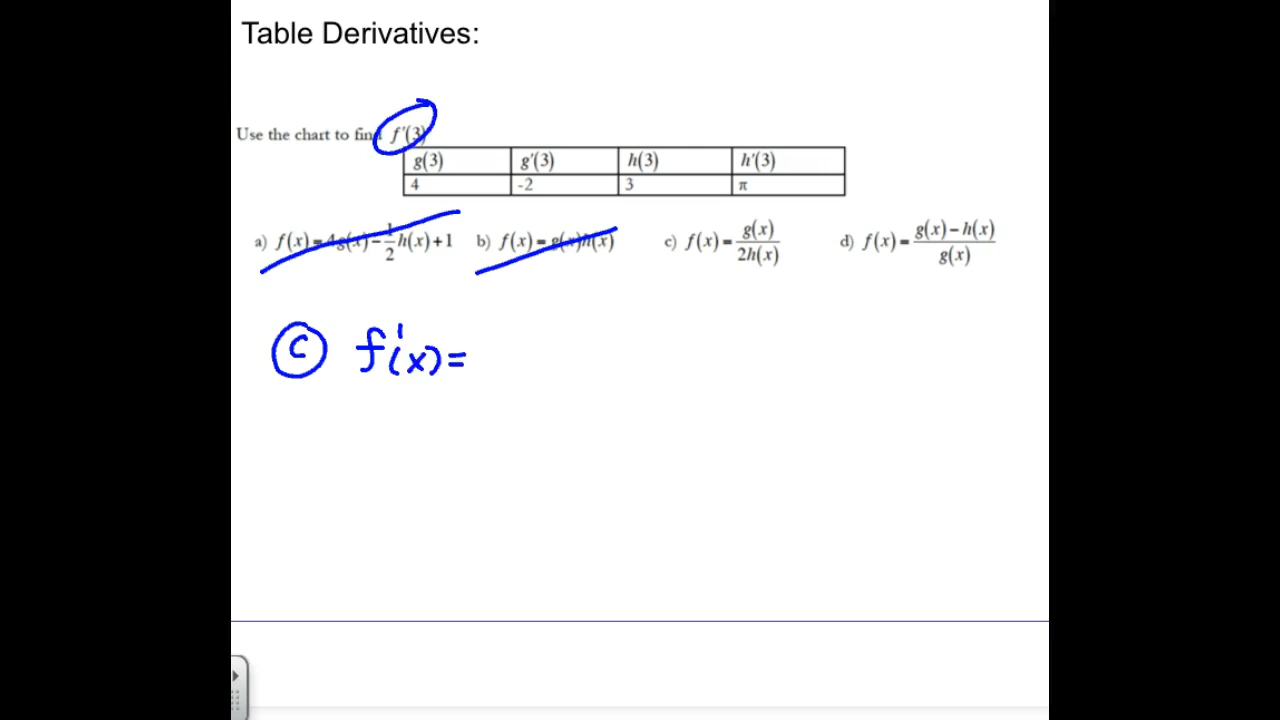 Table Derivatives:
Use the chart to find f'(3)
g(3) g'(3) h(3) h'(3)
4 -2 3 π
a) f(x)=4g(x)-1/2h(x)+1 b) f(x)=g(x)h(x) c) f(x)=g(x)/2h(x) d) f(x)=g(x)-h(x)/g(x)
C f'(x)=